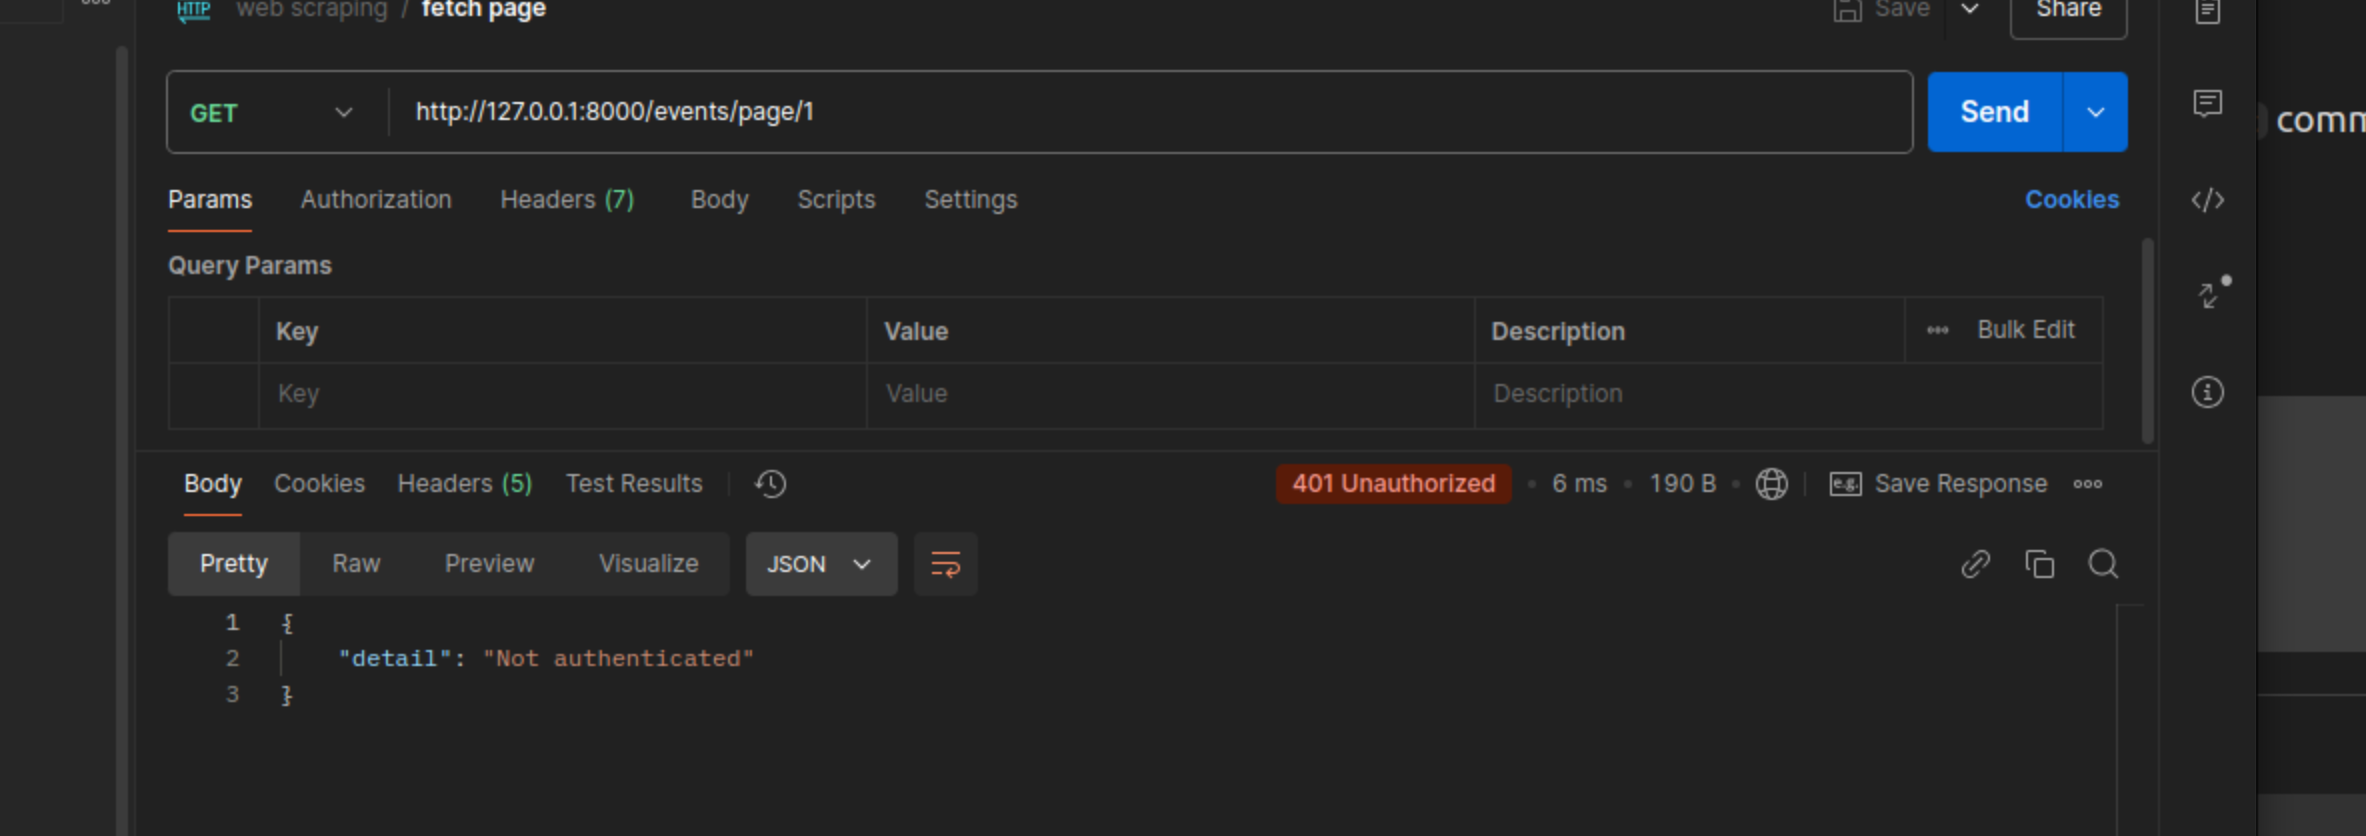 HTTP web scraping / fetch page Save Share
GET http://127.0.0.1:8000/events/page/1 Send
comm
Params Authorization Headers (7) Body Scripts Settings Cookies
Query Params
Key Value Description Bulk Edit
Key Value Description
Body Cookies Headers (5) Test Results 401 Unauthorized • 6 ms • 190 B • e.g. Save Response
Pretty Raw Preview Visualize JSON
1 {
2 "detail": "Not authenticated"
3 }